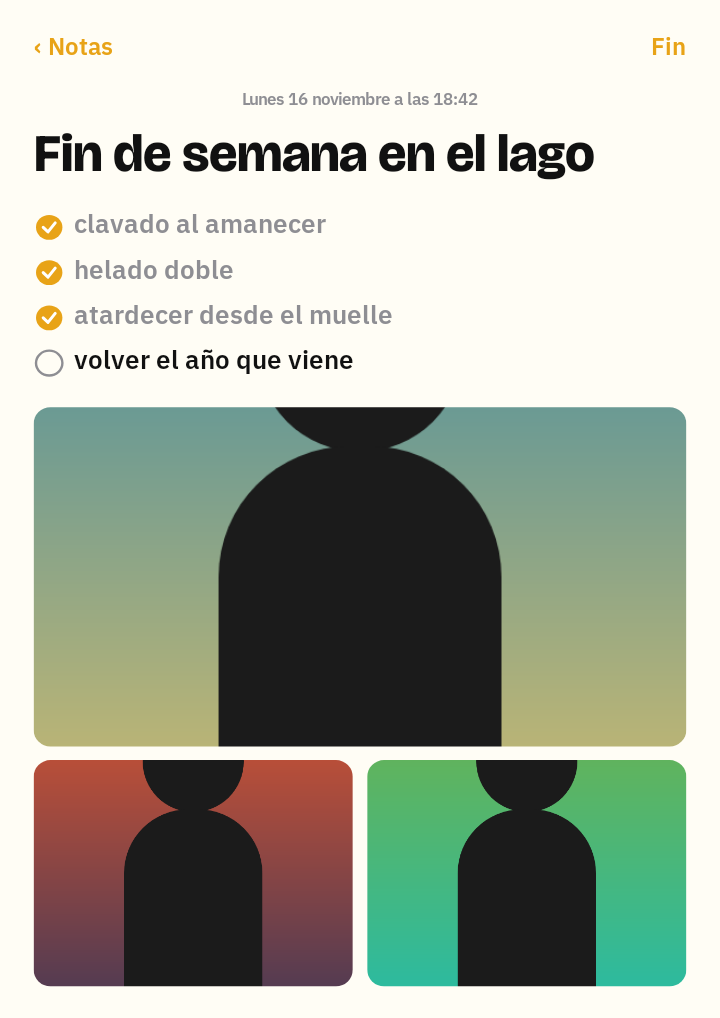 ‹ Notas
Fin
Lunes 16 noviembre a las 18:42
Fin de semana en el lago
clavado al amanecer
helado doble
atardecer desde el muelle
volver el año que viene